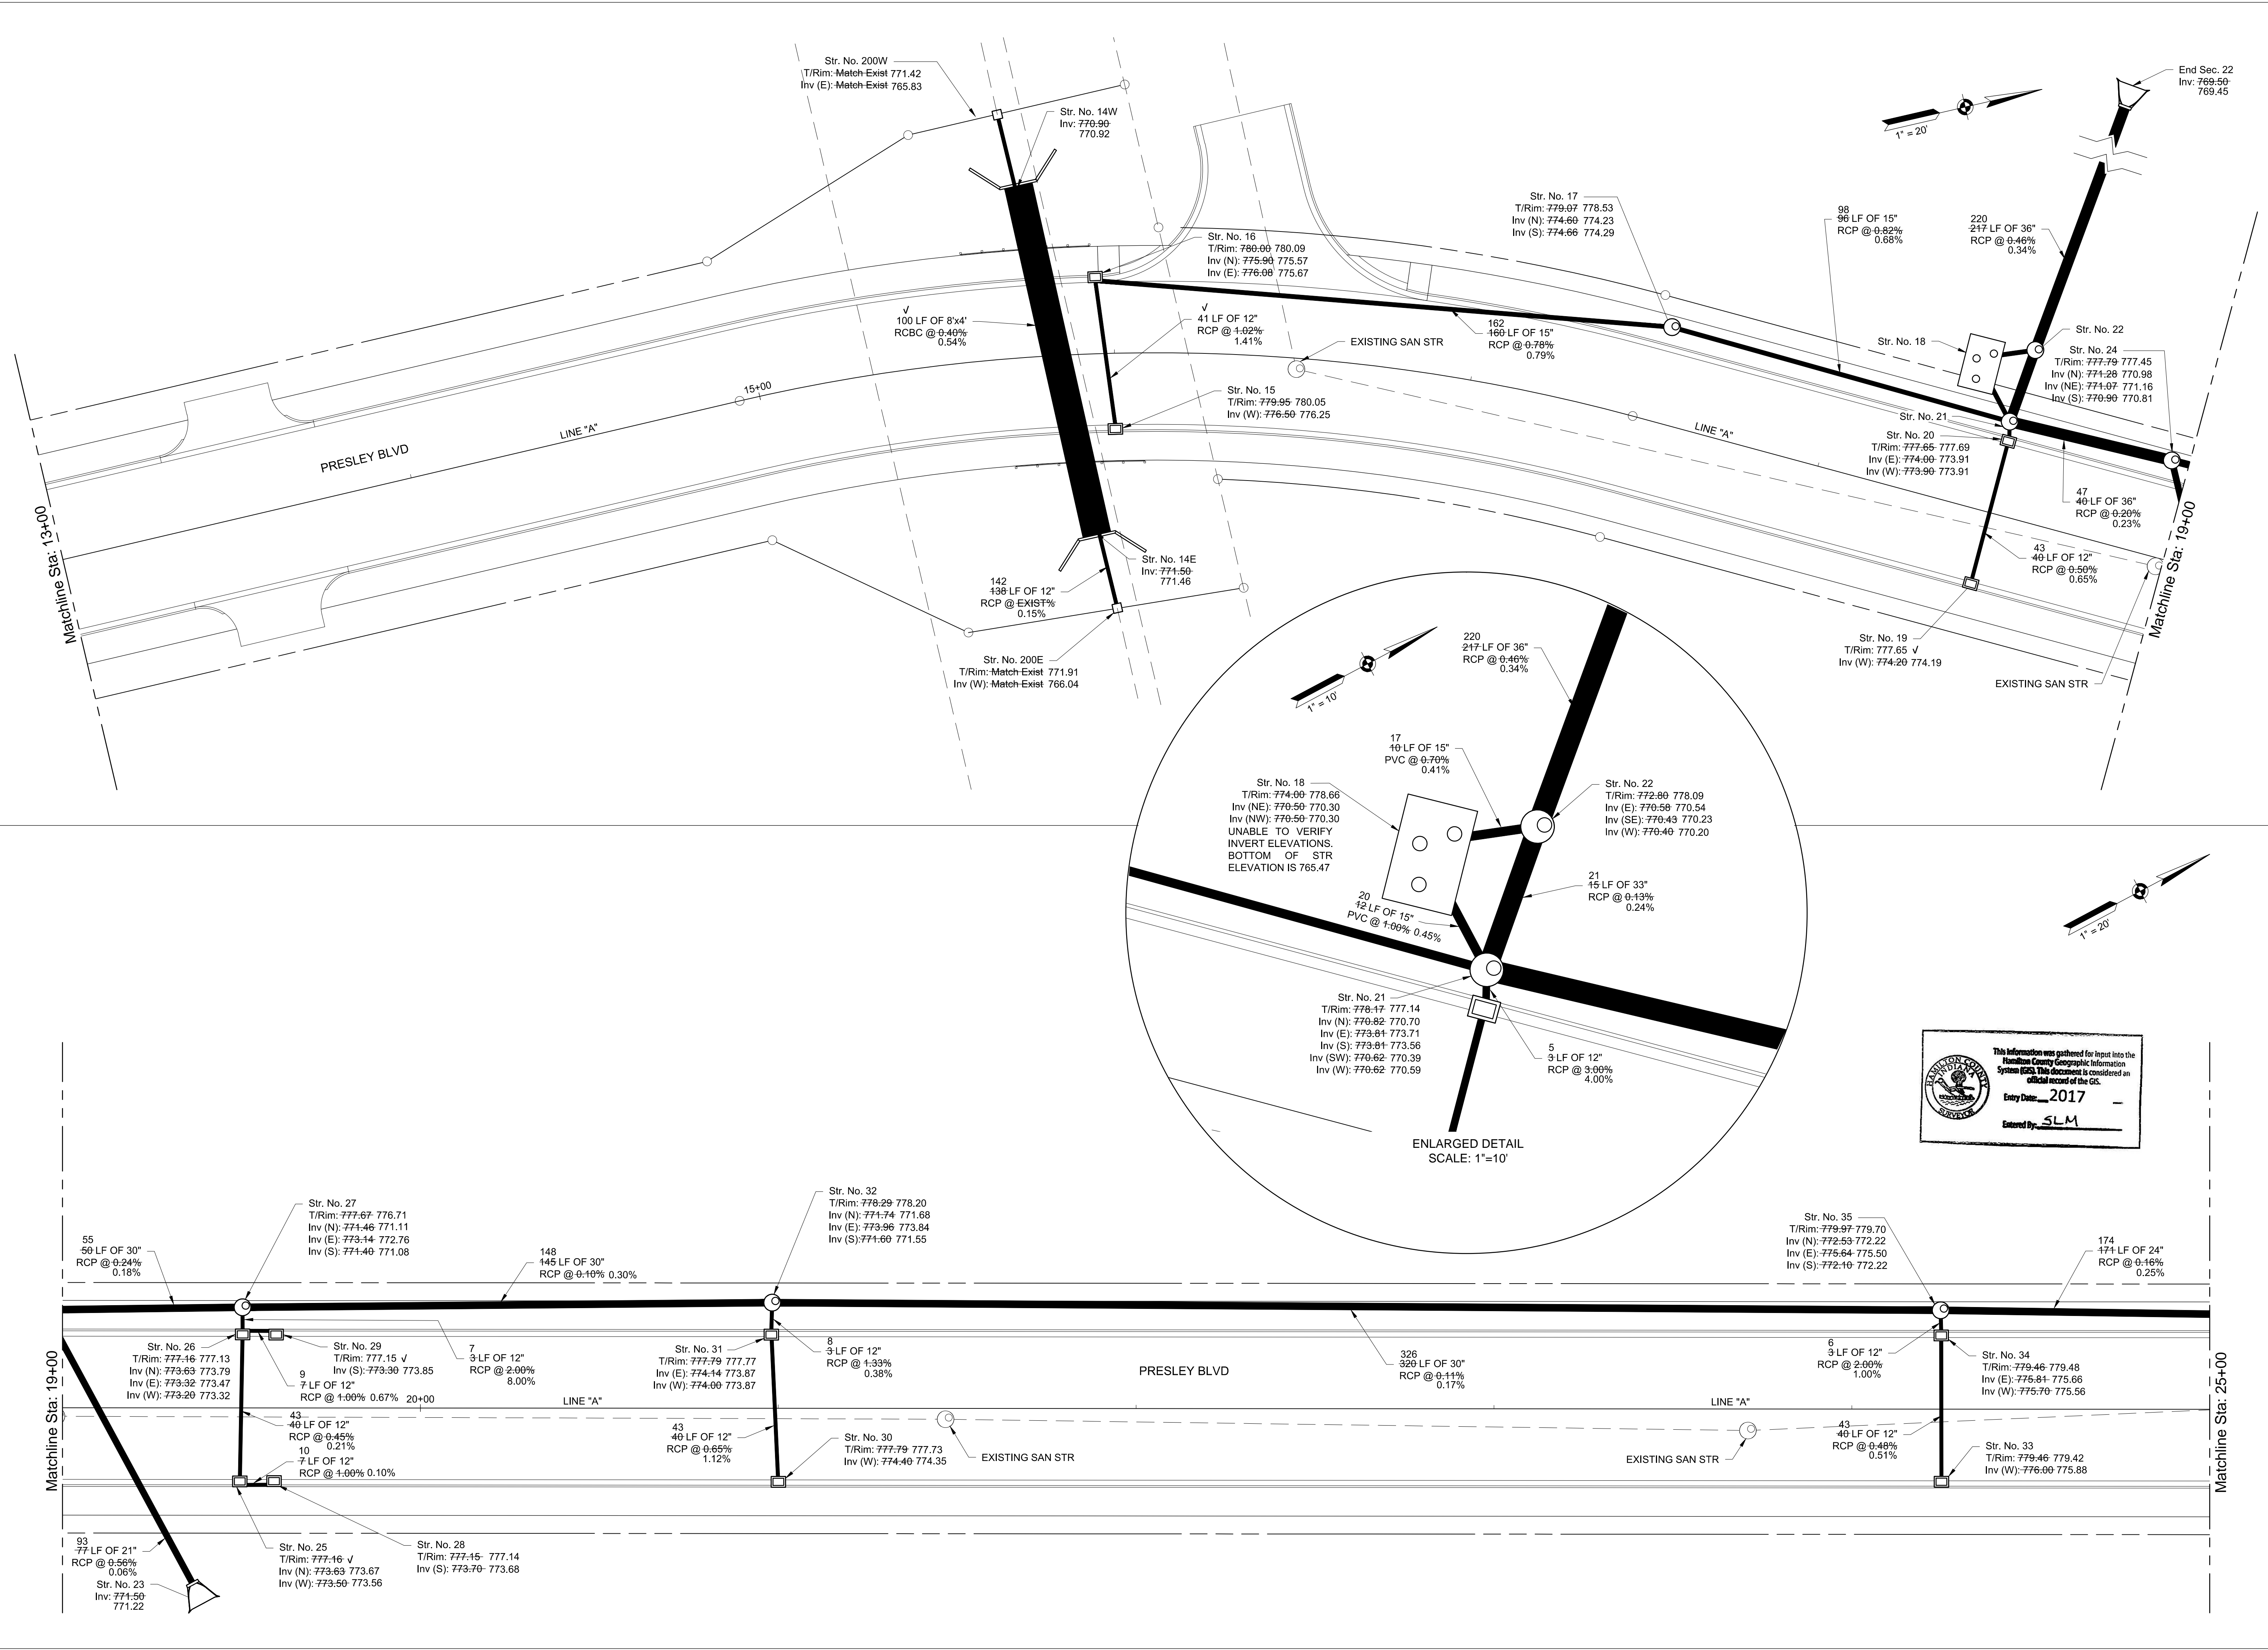 Str. No. 200W
T/Rim: Match Exist 771.42
Inv (E): Match Exist 765.83
Str. No. 14W
Inv: 770.90
770.92
End Sec. 22
Inv: 769.50
769.45
1" = 20'
Str. No. 17
T/Rim: 779.07 778.53
Inv (N): 774.60 774.23
Inv (S): 774.66 774.29
98
96 LF OF 15"
RCP @ 0.82%
0.68%
220
217 LF OF 36"
RCP @ 0.46%
0.34%
Str. No. 16
T/Rim: 780.00 780.09
Inv (N): 775.90 775.57
Inv (E): 776.08 775.67
√
100 LF OF 8'x4'
RCBC @ 0.40%
0.54%
√
41 LF OF 12"
RCP @ 1.02%
1.41%
162
160 LF OF 15"
RCP @ 0.78%
0.79%
EXISTING SAN STR
Str. No. 22
Str. No. 18
Str. No. 24
T/Rim: 777.79 777.45
Inv (N): 771.28 770.98
Inv (NE): 771.07 771.16
Inv (S): 770.90 770.81
15+00
Str. No. 15
T/Rim: 779.95 780.05
Inv (W): 776.50 776.25
Str. No. 21
LINE "A"
LINE "A"
PRESLEY BLVD
Str. No. 20
T/Rim: 777.65 777.69
Inv (E): 774.00 773.91
Inv (W): 773.90 773.91
47
40 LF OF 36"
RCP @ 0.20%
0.23%
Matchline Sta: 13+00
Matchline Sta: 19+00
Str. No. 14E
Inv: 771.50
771.46
43
40 LF OF 12"
RCP @ 0.50%
0.65%
142
138 LF OF 12"
RCP @ EXIST%
0.15%
Str. No. 200E
T/Rim: Match Exist 771.91
Inv (W): Match Exist 766.04
Str. No. 19
T/Rim: 777.65 √
Inv (W): 774.20 774.19
EXISTING SAN STR
220
217 LF OF 36"
RCP @ 0.46%
0.34%
1" = 10'
17
10 LF OF 15"
PVC @ 0.70%
0.41%
Str. No. 18
T/Rim: 774.00 778.66
Inv (NE): 770.50 770.30
Inv (NW): 770.50 770.30
UNABLE TO VERIFY
INVERT ELEVATIONS.
BOTTOM OF STR
ELEVATION IS 765.47
Str. No. 22
T/Rim: 772.80 778.09
Inv (E): 770.58 770.54
Inv (SE): 770.43 770.23
Inv (W): 770.40 770.20
21
15 LF OF 33"
RCP @ 0.13%
0.24%
20
12 LF OF 15"
PVC @ 1.00% 0.45%
Str. No. 21
T/Rim: 778.17 777.14
Inv (N): 770.82 770.70
Inv (E): 773.81 773.71
Inv (S): 773.81 773.56
Inv (SW): 770.62 770.39
Inv (W): 770.62 770.59
5
3 LF OF 12"
RCP @ 3.00%
4.00%
ENLARGED DETAIL
SCALE: 1"=10'
1" = 20'
HAMILTON COUNTY
INDIANA
SURVEYOR
This information was gathered for input into the
Hamilton County Geographic Information
System (GIS). This document is considered an
official record of the GIS.
Entry Date: 2017
Entered By: SLM
Str. No. 27
T/Rim: 777.67 776.71
Inv (N): 771.46 771.11
Inv (E): 773.14 772.76
Inv (S): 771.40 771.08
Str. No. 32
T/Rim: 778.29 778.20
Inv (N): 771.74 771.68
Inv (E): 773.96 773.84
Inv (S): 771.60 771.55
Str. No. 35
T/Rim: 779.97 779.70
Inv (N): 772.53 772.22
Inv (E): 775.64 775.50
Inv (S): 772.10 772.22
55
50 LF OF 30"
RCP @ 0.24%
0.18%
148
145 LF OF 30"
RCP @ 0.10% 0.30%
174
171 LF OF 24"
RCP @ 0.16%
0.25%
Str. No. 26
T/Rim: 777.16 777.13
Inv (N): 773.63 773.79
Inv (E): 773.32 773.47
Inv (W): 773.20 773.32
Str. No. 29
T/Rim: 777.15 √
Inv (S): 773.30 773.85
7
3 LF OF 12"
RCP @ 2.00%
8.00%
9
7 LF OF 12"
RCP @ 1.00% 0.67%
20+00
Str. No. 31
T/Rim: 777.79 777.77
Inv (E): 774.14 773.87
Inv (W): 774.00 773.87
8
3 LF OF 12"
RCP @ 1.33%
0.38%
326
320 LF OF 30"
RCP @ 0.11%
0.17%
PRESLEY BLVD
6
3 LF OF 12"
RCP @ 2.00%
1.00%
Str. No. 34
T/Rim: 779.46 779.48
Inv (E): 775.81 775.66
Inv (W): 775.70 775.56
Matchline Sta: 19+00
Matchline Sta: 25+00
LINE "A"
LINE "A"
43
40 LF OF 12"
RCP @ 0.45%
0.21%
10
7 LF OF 12"
RCP @ 1.00% 0.10%
43
40 LF OF 12"
RCP @ 0.65%
1.12%
Str. No. 30
T/Rim: 777.79 777.73
Inv (W): 774.40 774.35
EXISTING SAN STR
EXISTING SAN STR
43
40 LF OF 12"
RCP @ 0.48%
0.51%
Str. No. 33
T/Rim: 779.46 779.42
Inv (W): 776.00 775.88
93
77 LF OF 21"
RCP @ 0.56%
0.06%
Str. No. 23
Inv: 771.50
771.22
Str. No. 25
T/Rim: 777.16 √
Inv (N): 773.63 773.67
Inv (W): 773.50 773.56
Str. No. 28
T/Rim: 777.15 777.14
Inv (S): 773.70 773.68